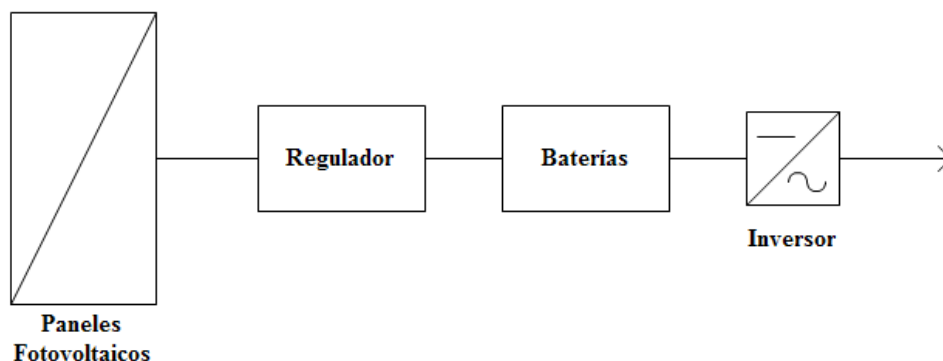 Regulador
Baterías
Inversor
Paneles
Fotovoltaicos